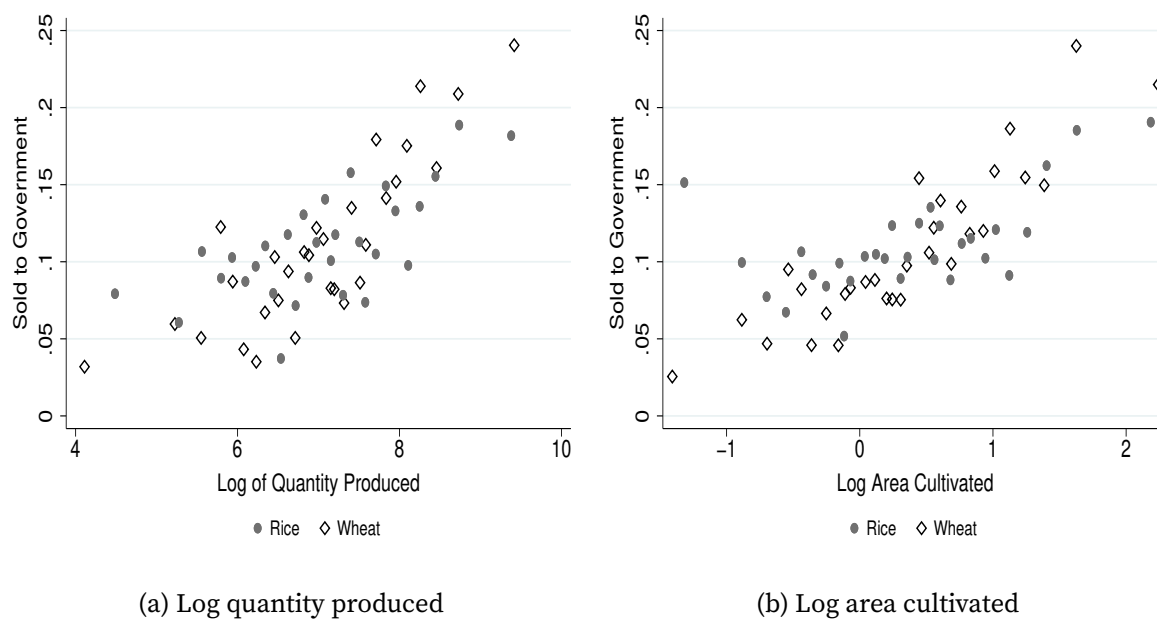 Sold to Government
0 .05 .1 .15 .2 .25
4 6 8 10
Log of Quantity Produced
Rice Wheat
(a) Log quantity produced
Sold to Government
0 .05 .1 .15 .2 .25
−1 0 1 2
Log Area Cultivated
Rice Wheat
(b) Log area cultivated